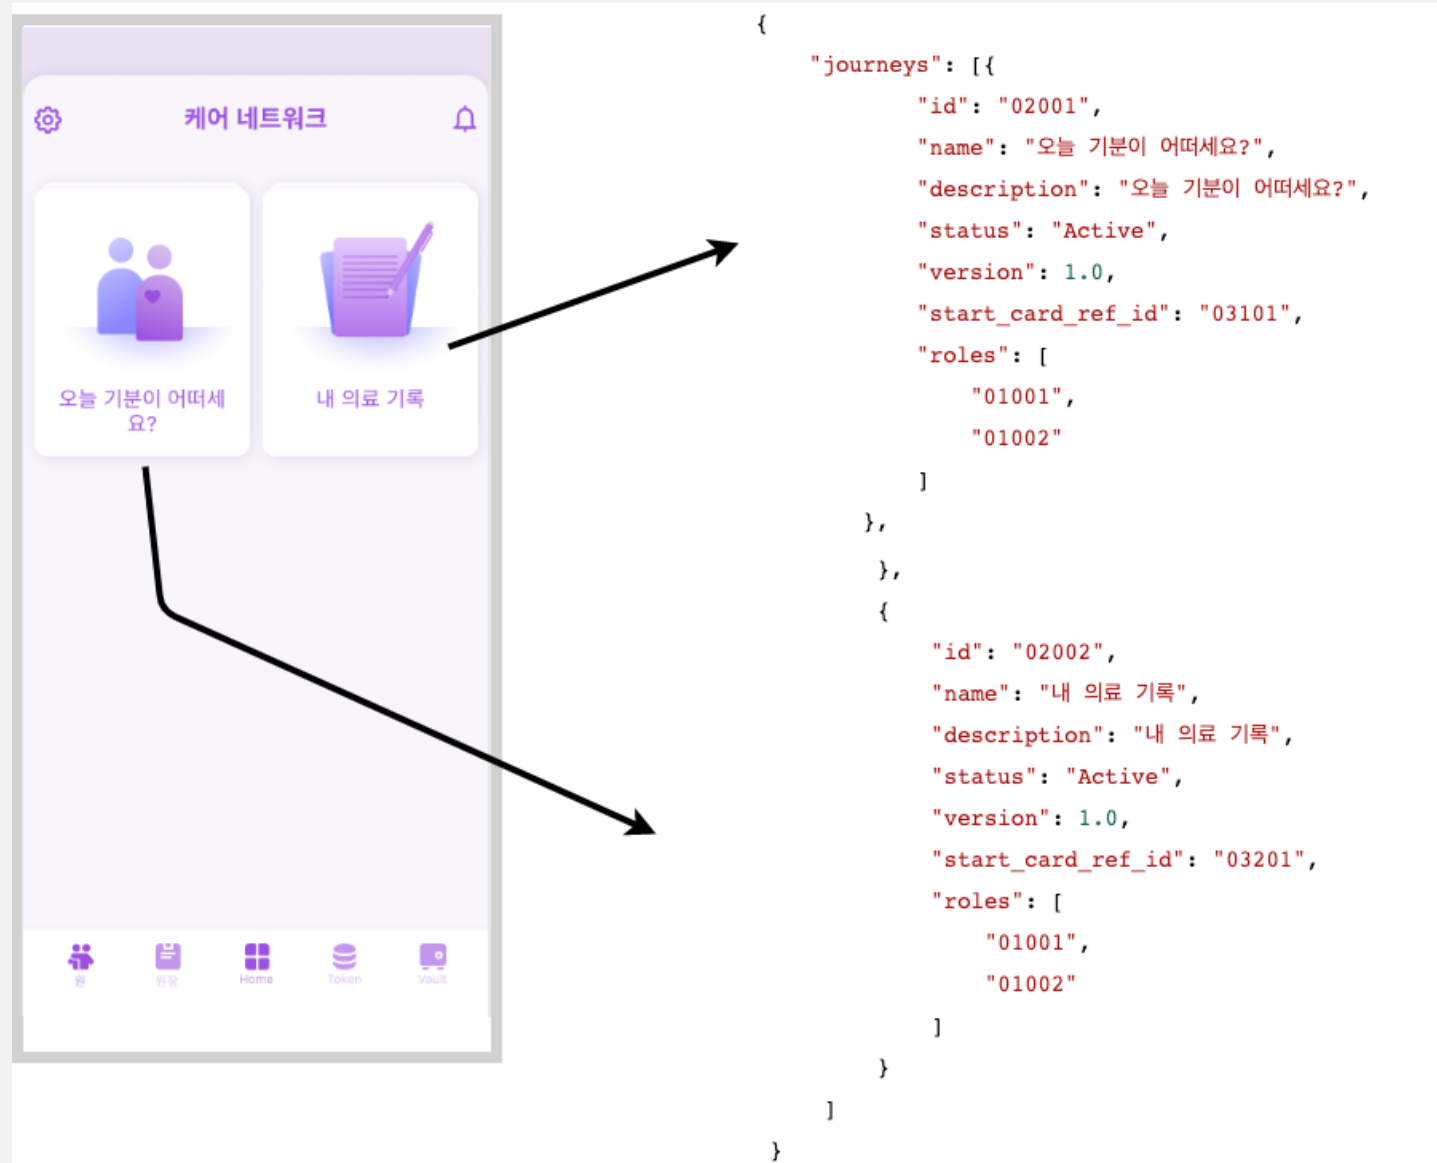 케어 네트워크
오늘 기분이 어떠세
요?
내 의료 기록
원
원장
Home
Token
Vault
{
"journeys": [{
"id": "02001",
"name": "오늘 기분이 어떠세요?",
"description": "오늘 기분이 어떠세요?",
"status": "Active",
"version": 1.0,
"start_card_ref_id": "03101",
"roles": [
"01001",
"01002"
]
},
},
{
"id": "02002",
"name": "내 의료 기록",
"description": "내 의료 기록",
"status": "Active",
"version": 1.0,
"start_card_ref_id": "03201",
"roles": [
"01001",
"01002"
]
}
]
}